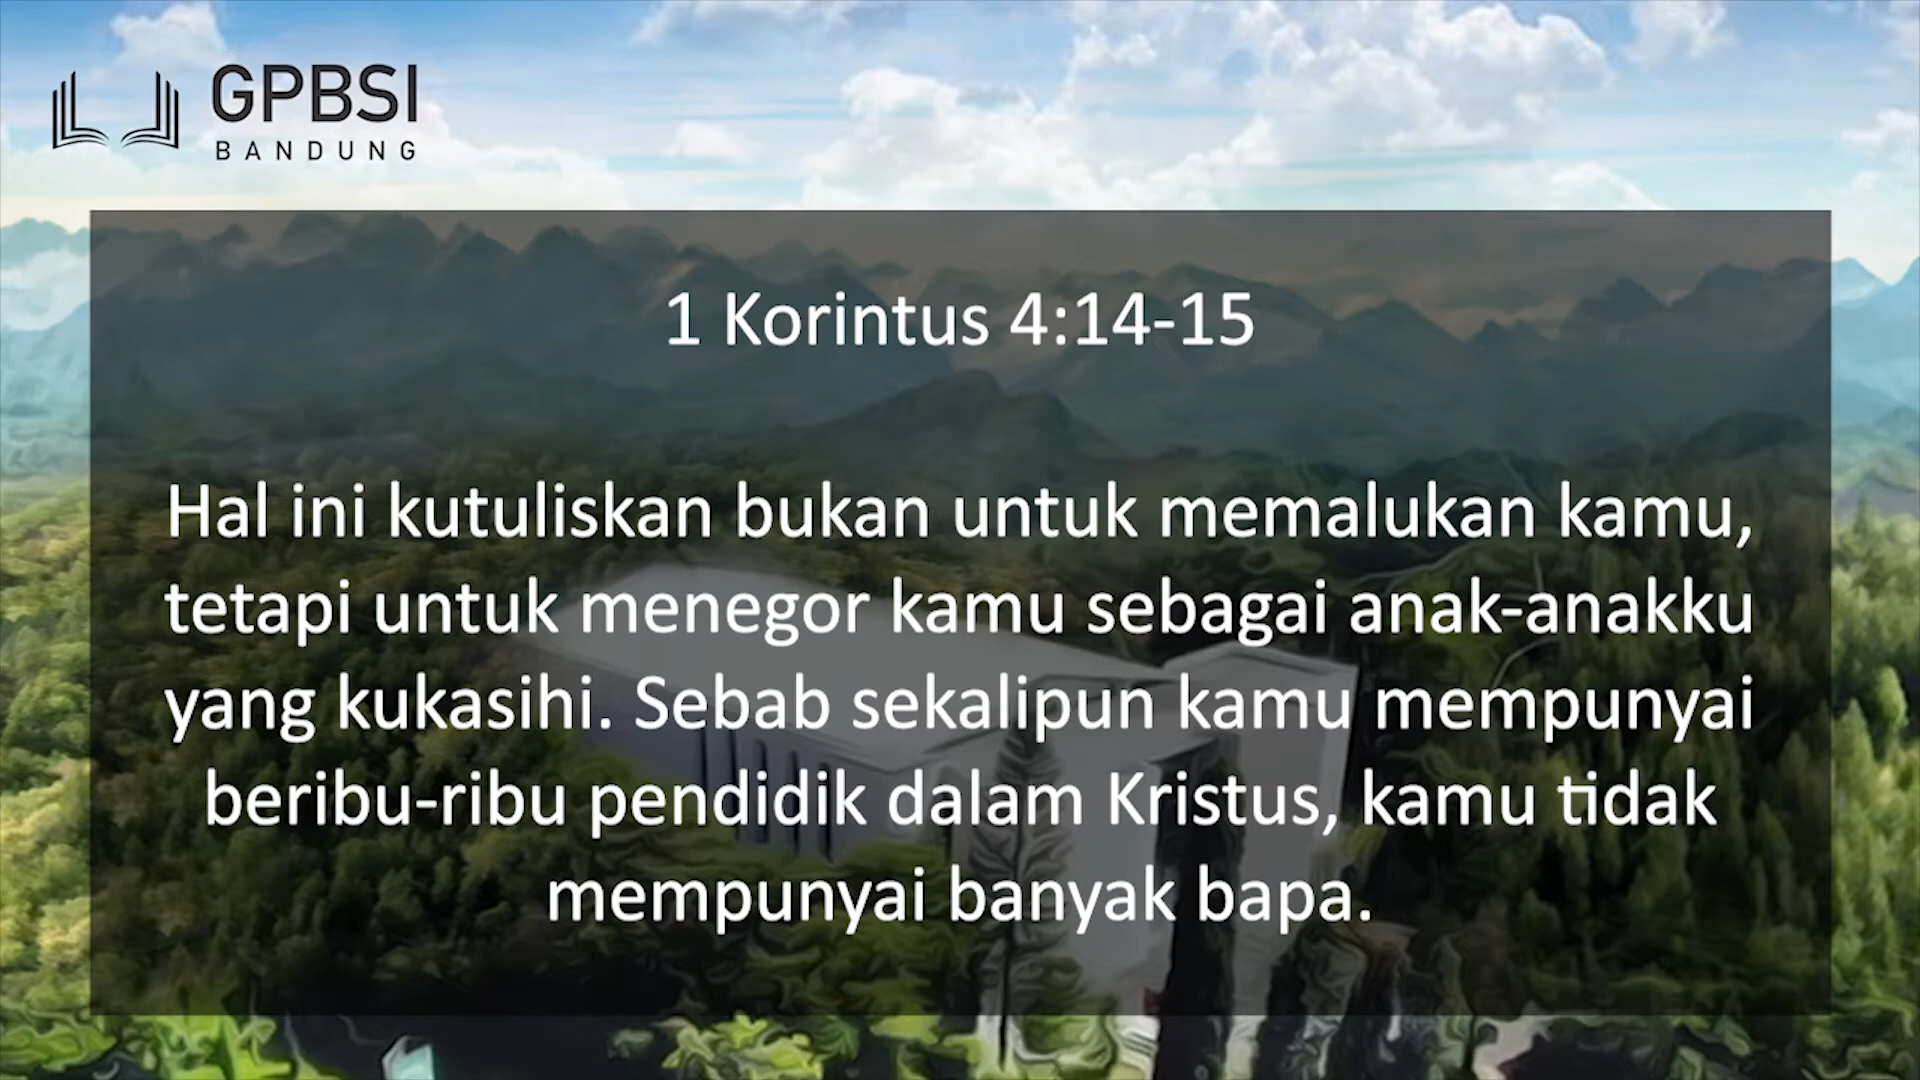 GPBSI
BANDUNG
1 Korintus 4:14-15
Hal ini kutuliskan bukan untuk memalukan kamu,
tetapi untuk menegor kamu sebagai anak-anakku
yang kukasihi. Sebab sekalipun kamu mempunyai
beribu-ribu pendidik dalam Kristus, kamu tidak
mempunyai banyak bapa.